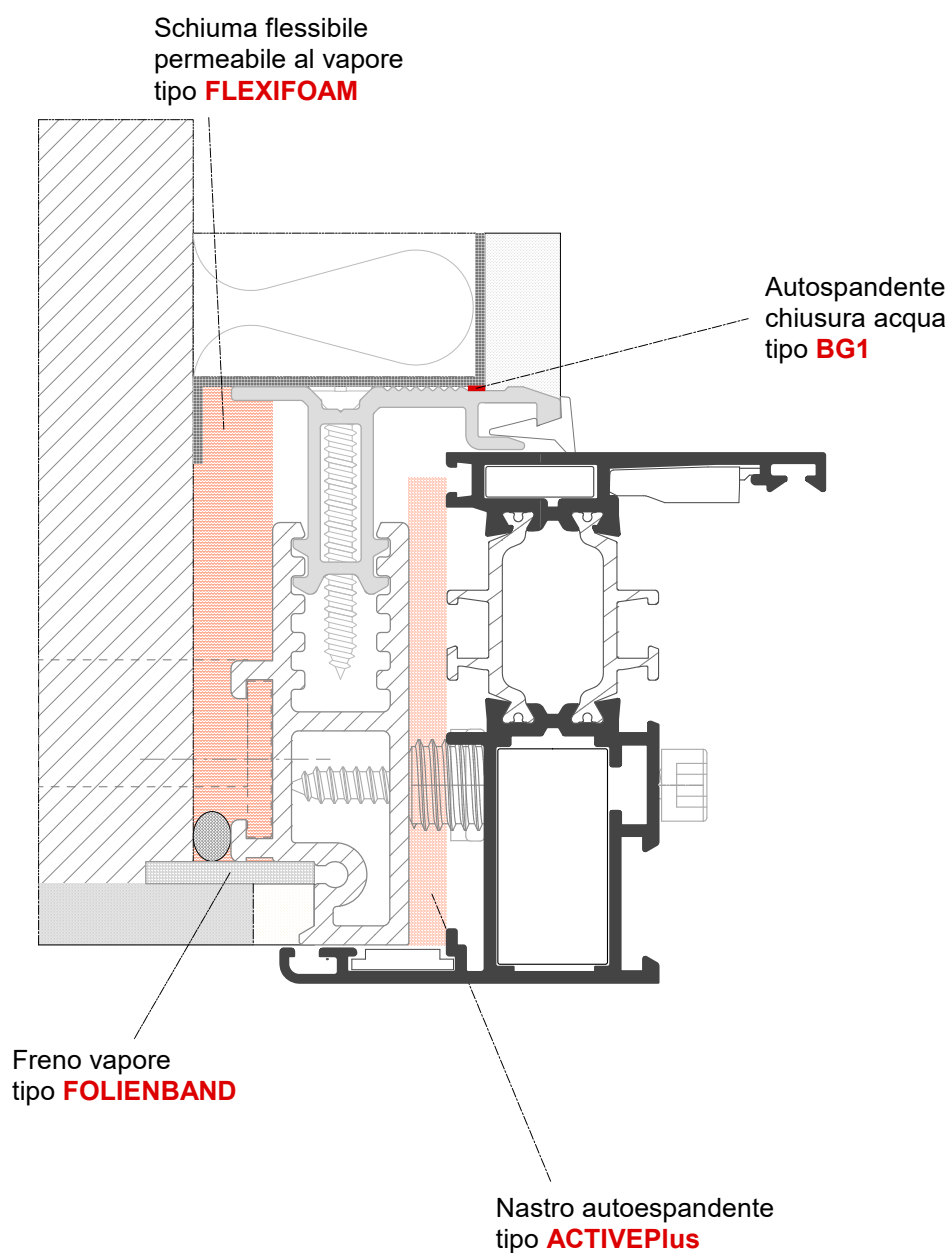 Schiuma flessibile
permeabile al vapore
tipo FLEXIFOAM
Autospandente
chiusura acqua
tipo BG1
Freno vapore
tipo FOLIENBAND
Nastro autoespandente
tipo ACTIVEPlus